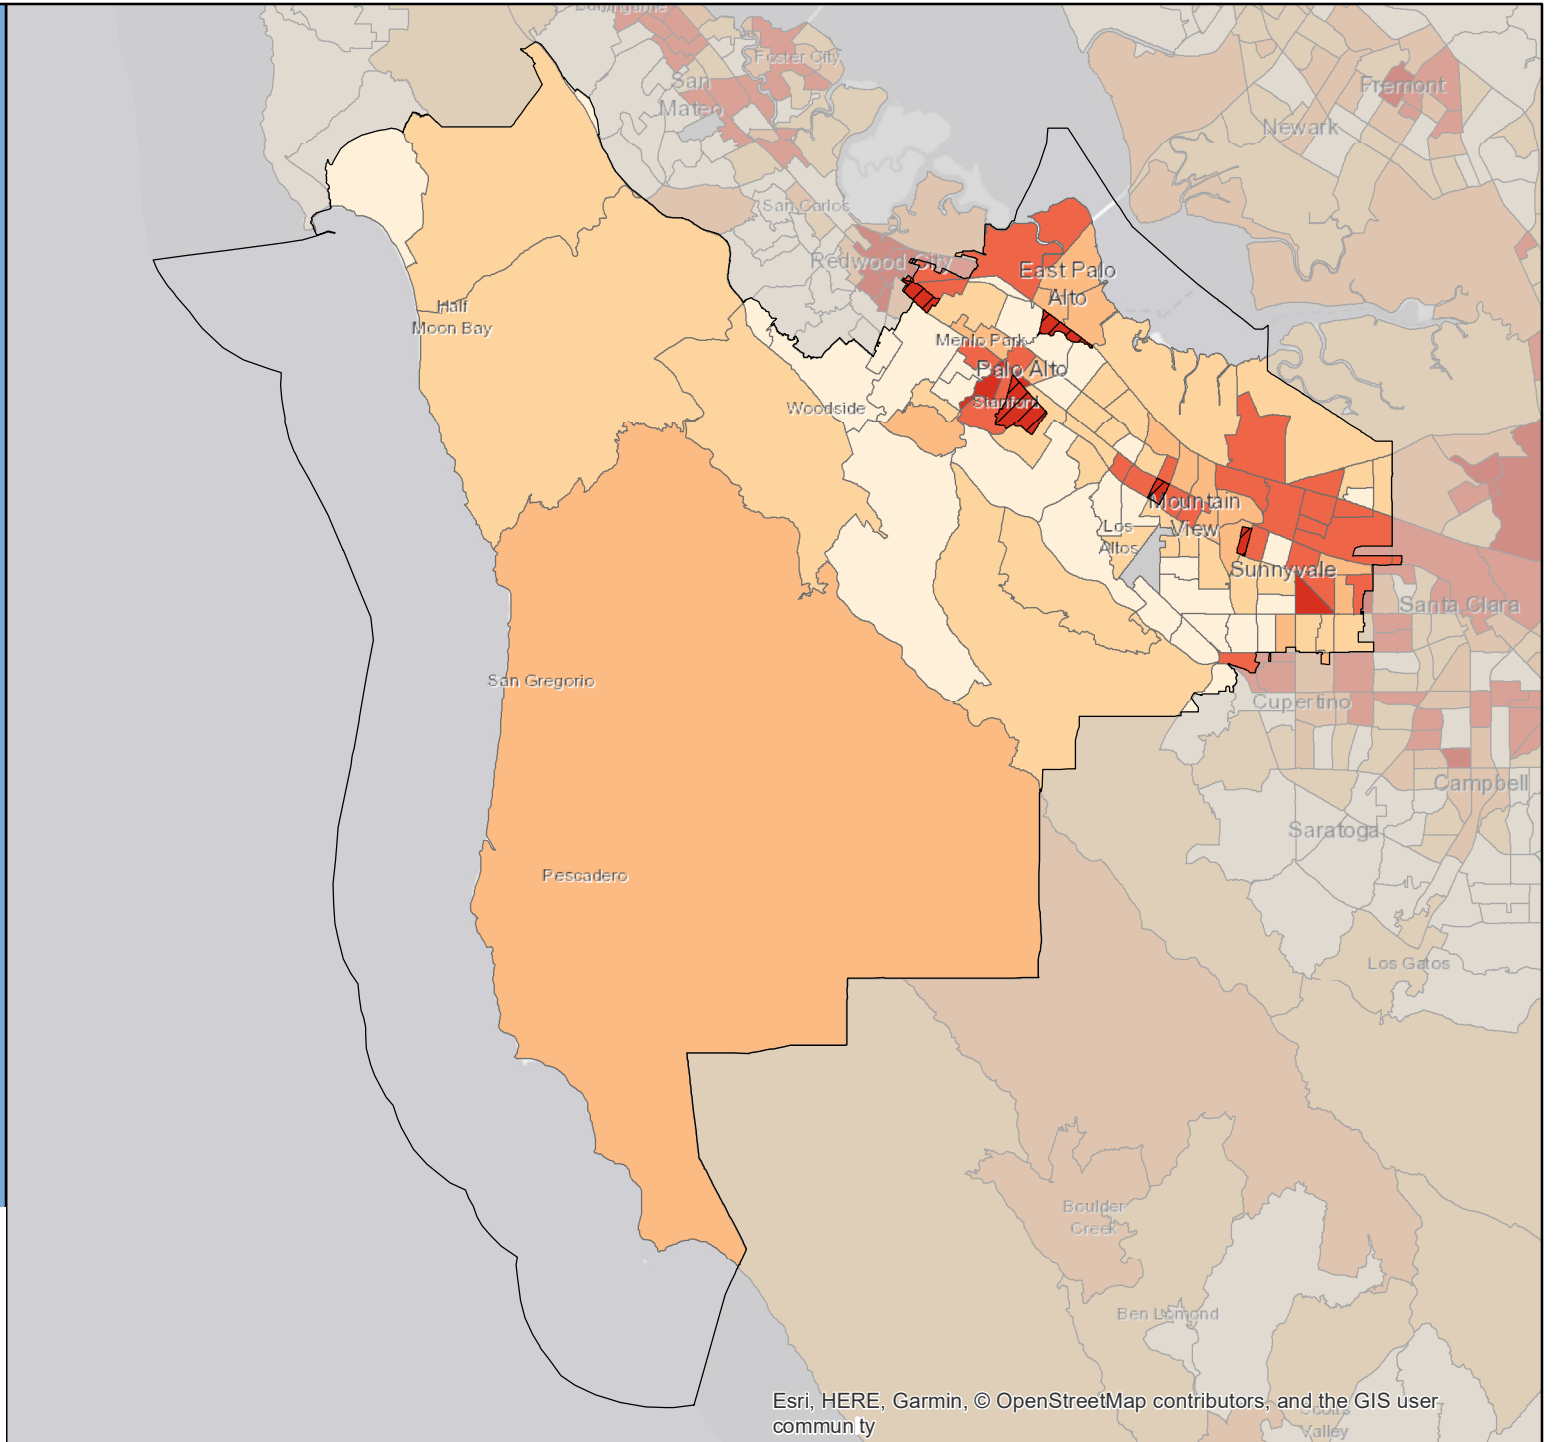 Burlingame
Foster City
San
Mateo
Fremont
Newark
San Carlos
Redwood City
East Palo
Alto
Half
Moon Bay
Menlo Park
Palo Alto
Stanford
Woodside
Mountain
View
Los
Altos
Sunnyvale
Santa Clara
San Gregorio
Cupertino
Campbell
Saratoga
Pescadero
Los Gatos
Boulder
Creek
Ben Lomond
Esri, HERE, Garmin, © OpenStreetMap contributors, and the GIS user
community
Scotts
Valley